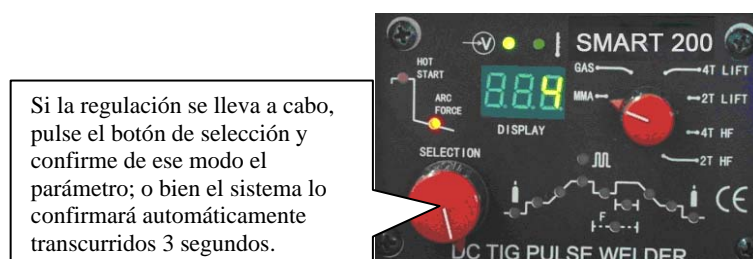 Si la regulación se lleva a cabo,
pulse el botón de selección y
confirme de ese modo el
parámetro; o bien el sistema lo
confirmará automáticamente
transcurridos 3 segundos.
V
SMART 200
HOT
START
ARC
FORCE
4
DISPLAY
GAS
MMA
4T LIFT
2T LIFT
4T HF
2T HF
SELECTION
F
CE
DC TIG PULSE WELDER